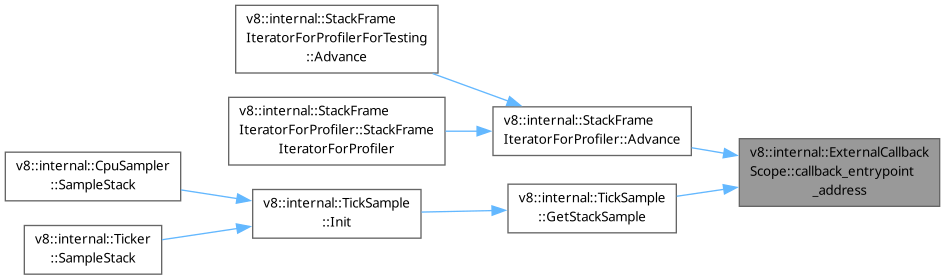 v8::internal::StackFrame
IteratorForProfilerForTesting
::Advance
v8::internal::StackFrame
IteratorForProfiler::StackFrame
IteratorForProfiler
v8::internal::StackFrame
IteratorForProfiler::Advance
v8::internal::ExternalCallback
Scope::callback_entrypoint
_address
v8::internal::CpuSampler
::SampleStack
v8::internal::TickSample
::Init
v8::internal::TickSample
::GetStackSample
v8::internal::Ticker
::SampleStack